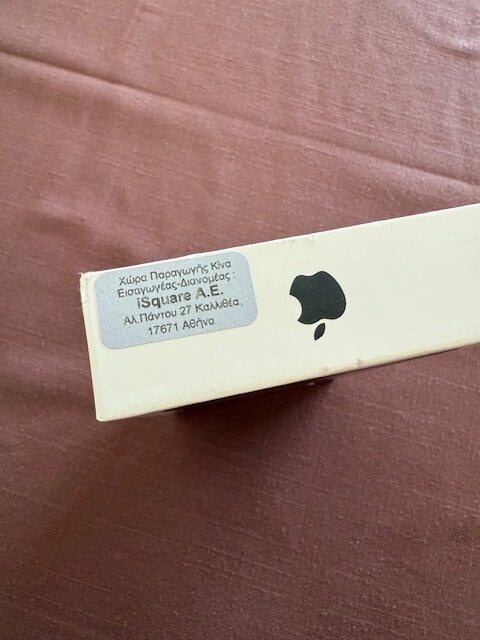 Χώρα Παραγωγής Κίνα
Εισαγωγέας-Διανομέας :
iSquare A.E.
Αλ.Πάντου 27 Καλλιθέα,
17671 Αθήνα